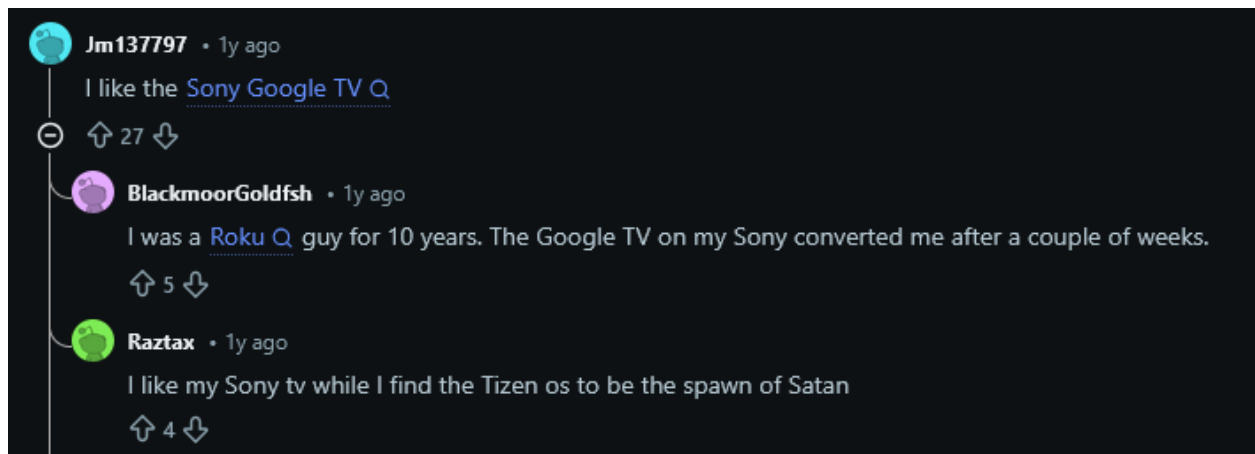 Jm137797 • 1y ago
I like the Sony Google TV
27
BlackmoorGoldfsh • 1y ago
I was a Roku guy for 10 years. The Google TV on my Sony converted me after a couple of weeks.
5
Raztax • 1y ago
I like my Sony tv while I find the Tizen os to be the spawn of Satan
4